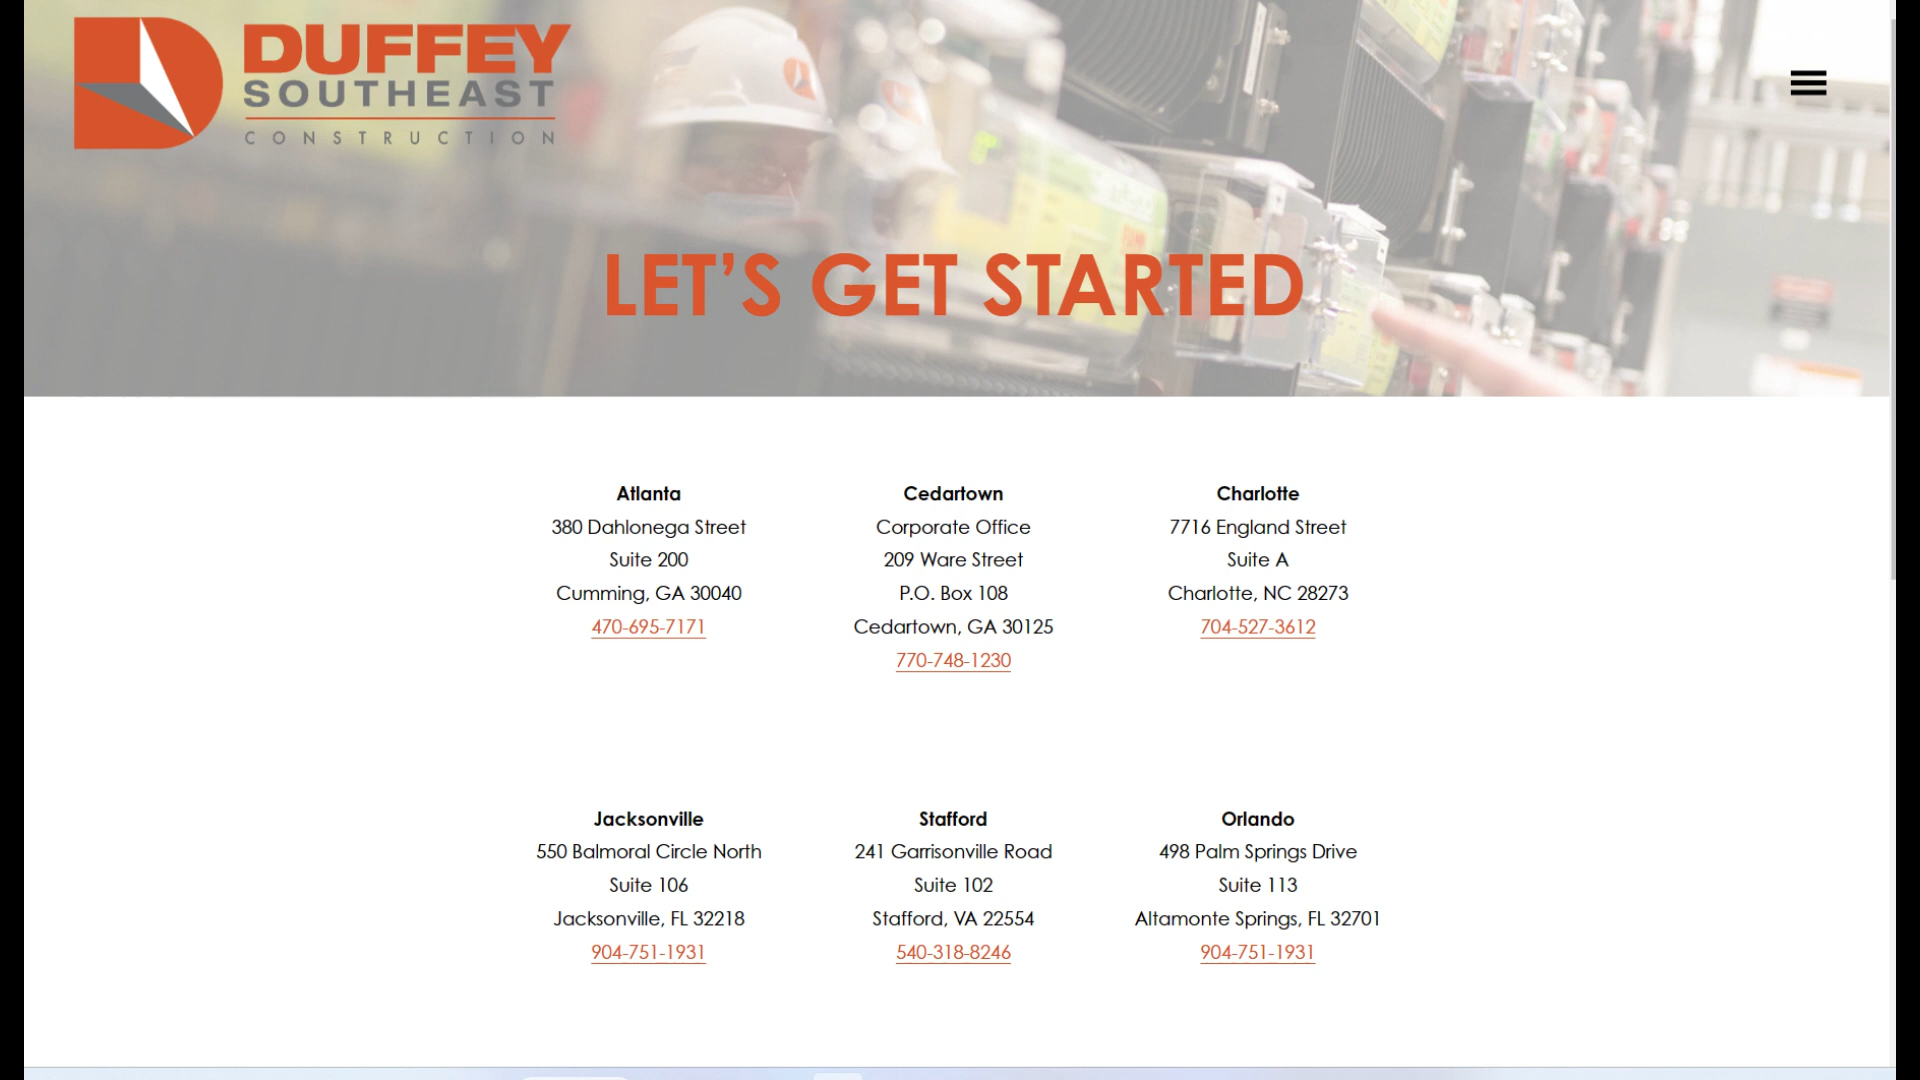 DUFFEY
SOUTHEAST
CONSTRUCTION
LET'S GET STARTED
Atlanta
380 Dahlonega Street
Suite 200
Cumming, GA 30040
470-695-7171
Cedartown
Corporate Office
209 Ware Street
P.O. Box 108
Cedartown, GA 30125
770-748-1230
Charlotte
7716 England Street
Suite A
Charlotte, NC 28273
704-527-3612
Jacksonville
550 Balmoral Circle North
Suite 106
Jacksonville, FL 32218
904-751-1931
Stafford
241 Garrisonville Road
Suite 102
Stafford, VA 22554
540-318-8246
Orlando
498 Palm Springs Drive
Suite 113
Altamonte Springs, FL 32701
904-751-1931